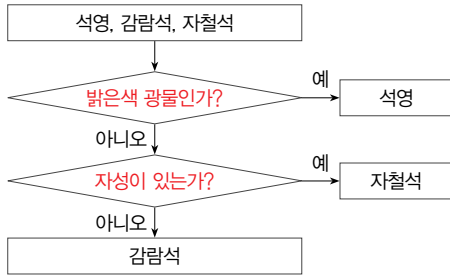 석영, 감람석, 자철석
밝은색 광물인가?
예
석영
아니오
자성이 있는가?
예
자철석
아니오
감람석